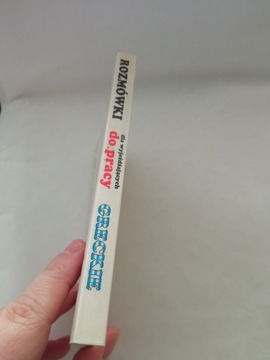 ROZMÓWKI
dla wyjeżdżających
do pracy
GRECKIE